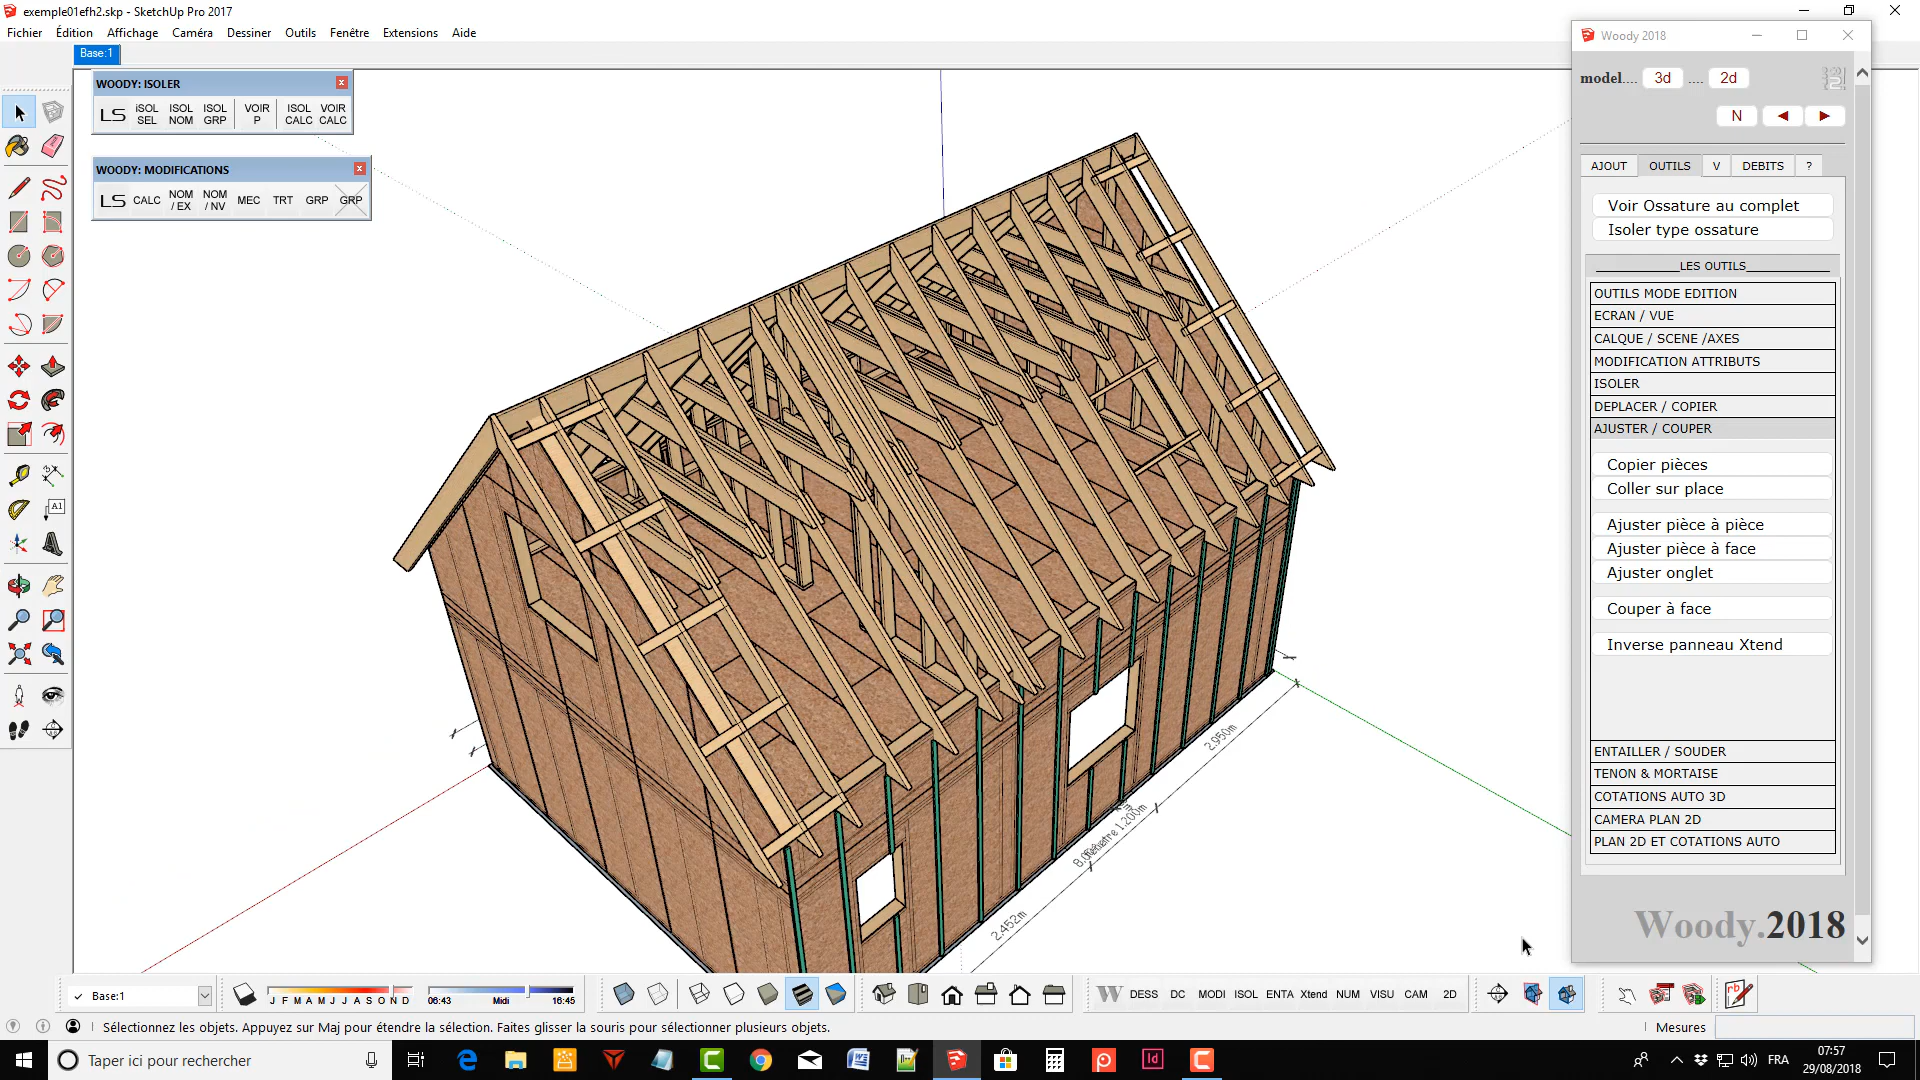 exemple01efh2.skp - SketchUp Pro 2017
Fichier Édition Affichage Caméra Dessiner Outils Fenêtre Extensions Aide
Base:1
WOODY: ISOLER
LS iSOL SEL ISOL NOM ISOL GRP VOIR P ISOL CALC VOIR CALC
WOODY: MODIFICATIONS
LS CALC NOM / EX NOM / NV MEC TRT GRP GRP
A1
2.950m
1.200m
2.452m
Woody 2018
model.... 3d .... 2d
N
AJOUT OUTILS V DEBITS ?
Voir Ossature au complet
Isoler type ossature
LES OUTILS
OUTILS MODE EDITION
ECRAN / VUE
CALQUE / SCENE /AXES
MODIFICATION ATTRIBUTS
ISOLER
DEPLACER / COPIER
AJUSTER / COUPER
Copier pièces
Coller sur place
Ajuster pièce à pièce
Ajuster pièce à face
Ajuster onglet
Couper à face
Inverse panneau Xtend
ENTAILLER / SOUDER
TENON & MORTAISE
COTATIONS AUTO 3D
CAMERA PLAN 2D
PLAN 2D ET COTATIONS AUTO
Woody.2018
Base:1
J F M A M J J A S O N D
06:43 Midi 16:45
W DESS DC MODI ISOL ENTA Xtend NUM VISU CAM 2D
Sélectionnez les objets. Appuyez sur Maj pour étendre la sélection. Faites glisser la souris pour sélectionner plusieurs objets.
Mesures
Taper ici pour rechercher
FRA
07:57
29/08/2018